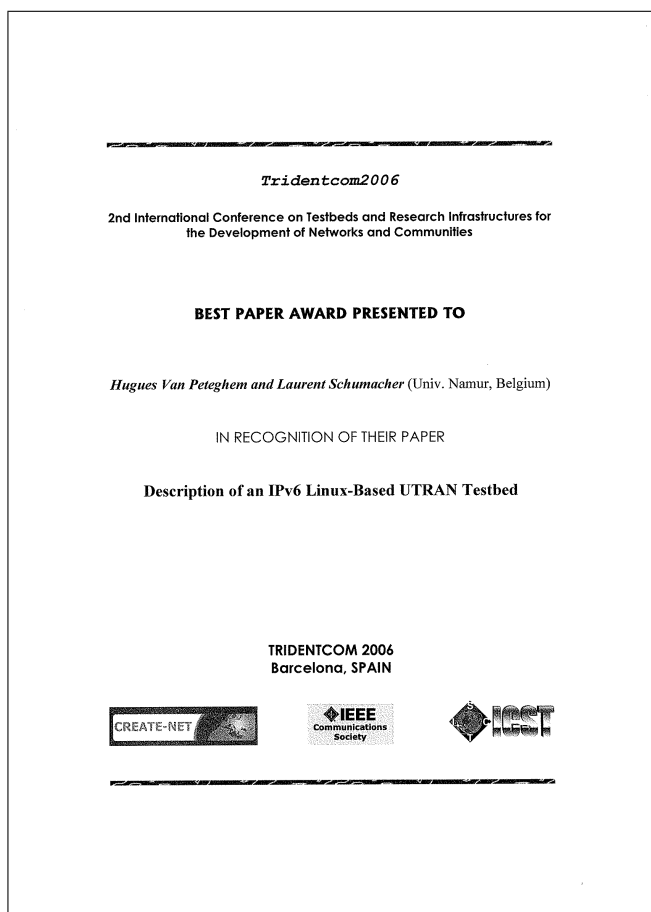 Tridentcom2006
2nd International Conference on Testbeds and Research Infrastructures for
the Development of Networks and Communities
BEST PAPER AWARD PRESENTED TO
Hugues Van Peteghem and Laurent Schumacher (Univ. Namur, Belgium)
IN RECOGNITION OF THEIR PAPER
Description of an IPv6 Linux-Based UTRAN Testbed
TRIDENTCOM 2006
Barcelona, SPAIN
CREATE-NET
IEEE
Communications
Society
ICST